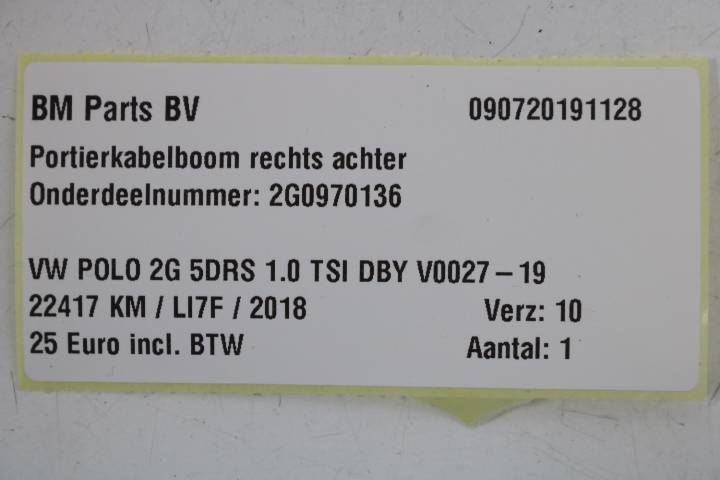 BM Parts BV 090720191128
Portierkabelboom rechts achter
Onderdeelnummer: 2G0970136
VW POLO 2G 5DRS 1.0 TSI DBY V0027-19
22417 KM / LI7F / 2018 Verz: 10
25 Euro incl. BTW Aantal: 1